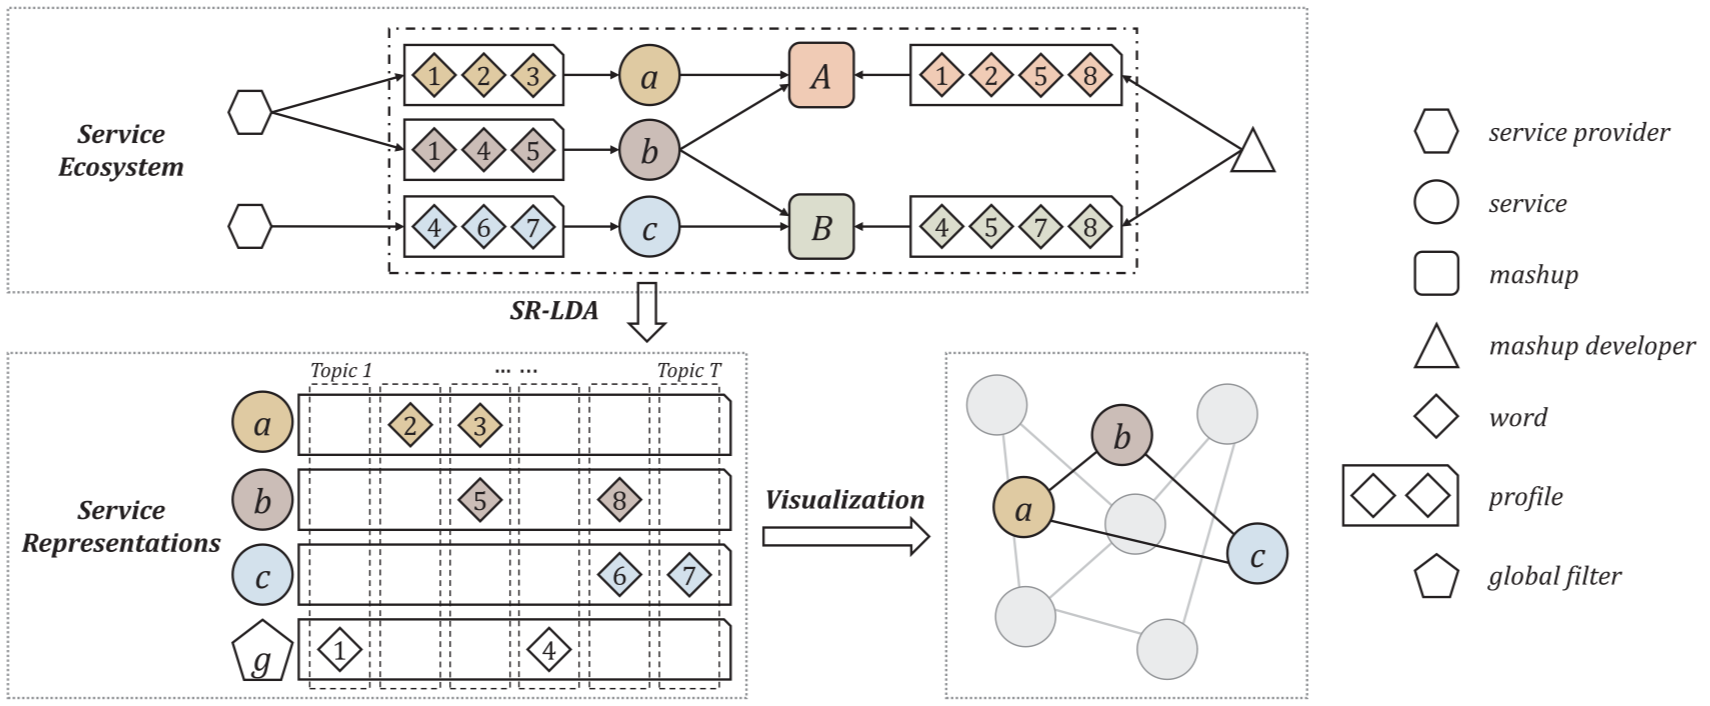 1 2 3 a A 1 2 5 8
Service
Ecosystem
1 4 5 b
4 6 7 c B 4 5 7 8
service provider
service
mashup
mashup developer
word
profile
global filter
SR-LDA
Topic 1 ... ... Topic T
a 2 3
b 5 8
Service
Representations
c 6 7
g 1 4
Visualization
b
a
c